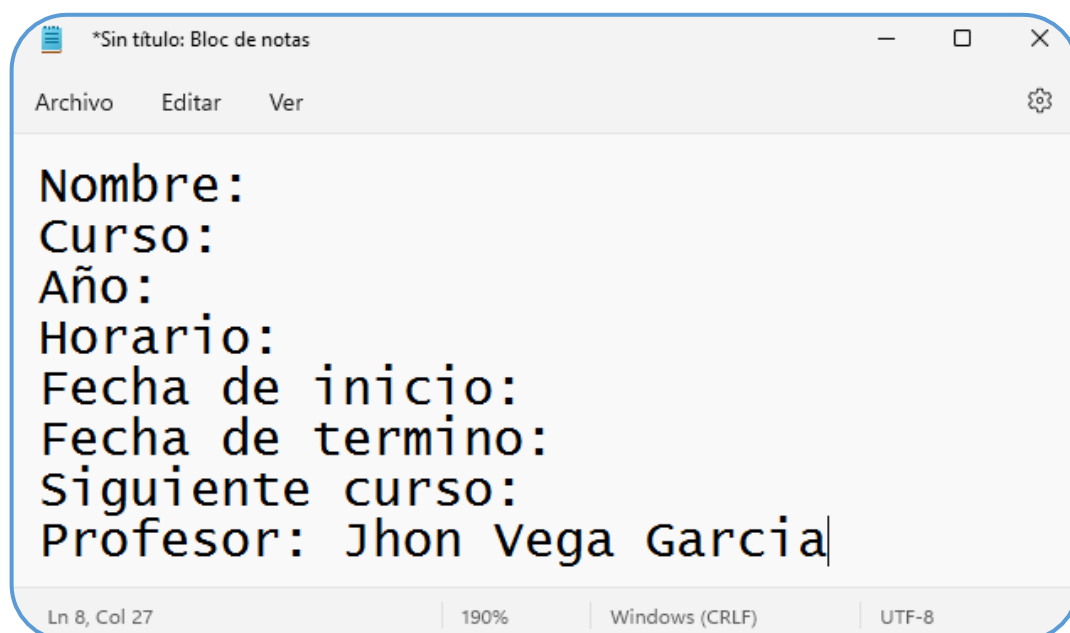 *Sin título: Bloc de notas
Archivo Editar Ver
Nombre:
Curso:
Año:
Horario:
Fecha de inicio:
Fecha de termino:
Siguiente curso:
Profesor: Jhon Vega Garcia
Ln 8, Col 27 190% Windows (CRLF) UTF-8